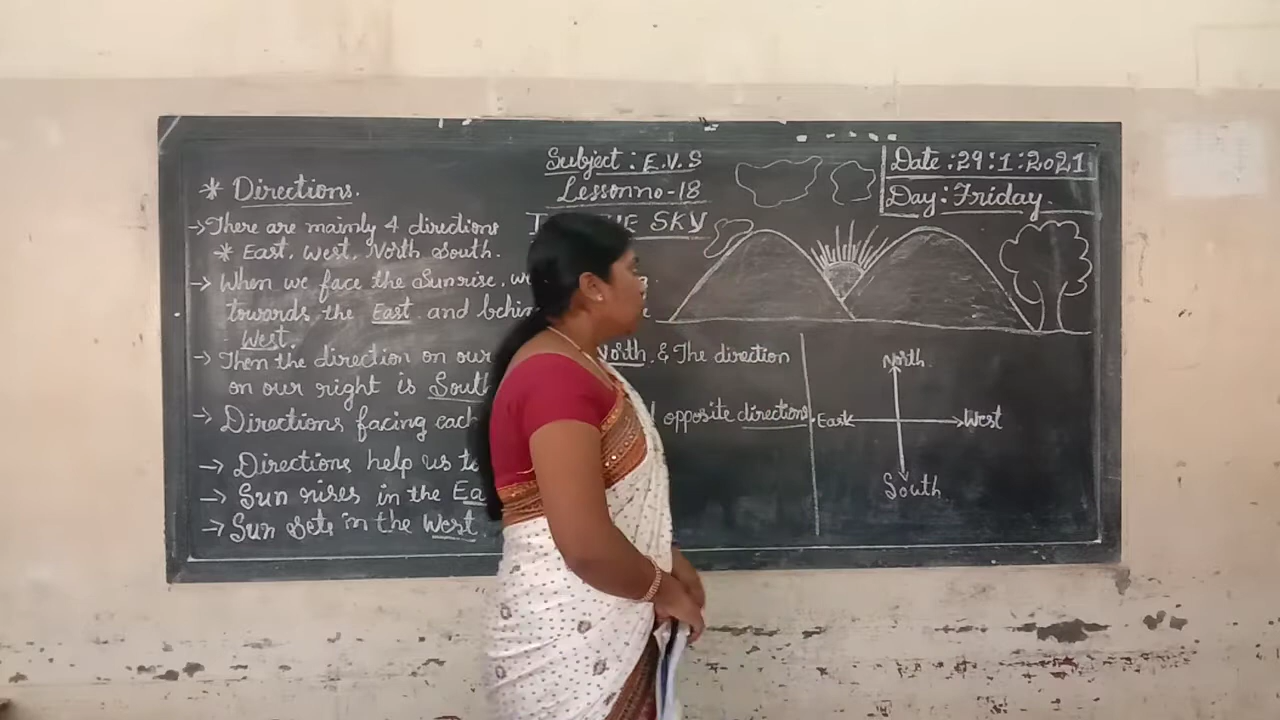 Subject : E.V.S
Lesson no - 18
SKY
Date : 29 : 1 : 2021
Day : Friday.
* Directions.
→ There are mainly 4 directions
* East, West, North South.
→ When we face the Sunrise, we
towards the East and behin
West.
→ Then the direction on our North, & The direction
on our right is South
→ Directions facing each opposite directions.
→ Directions help us to
→ Sun rises in the Ea
→ Sun sets in the West
North
East West
South